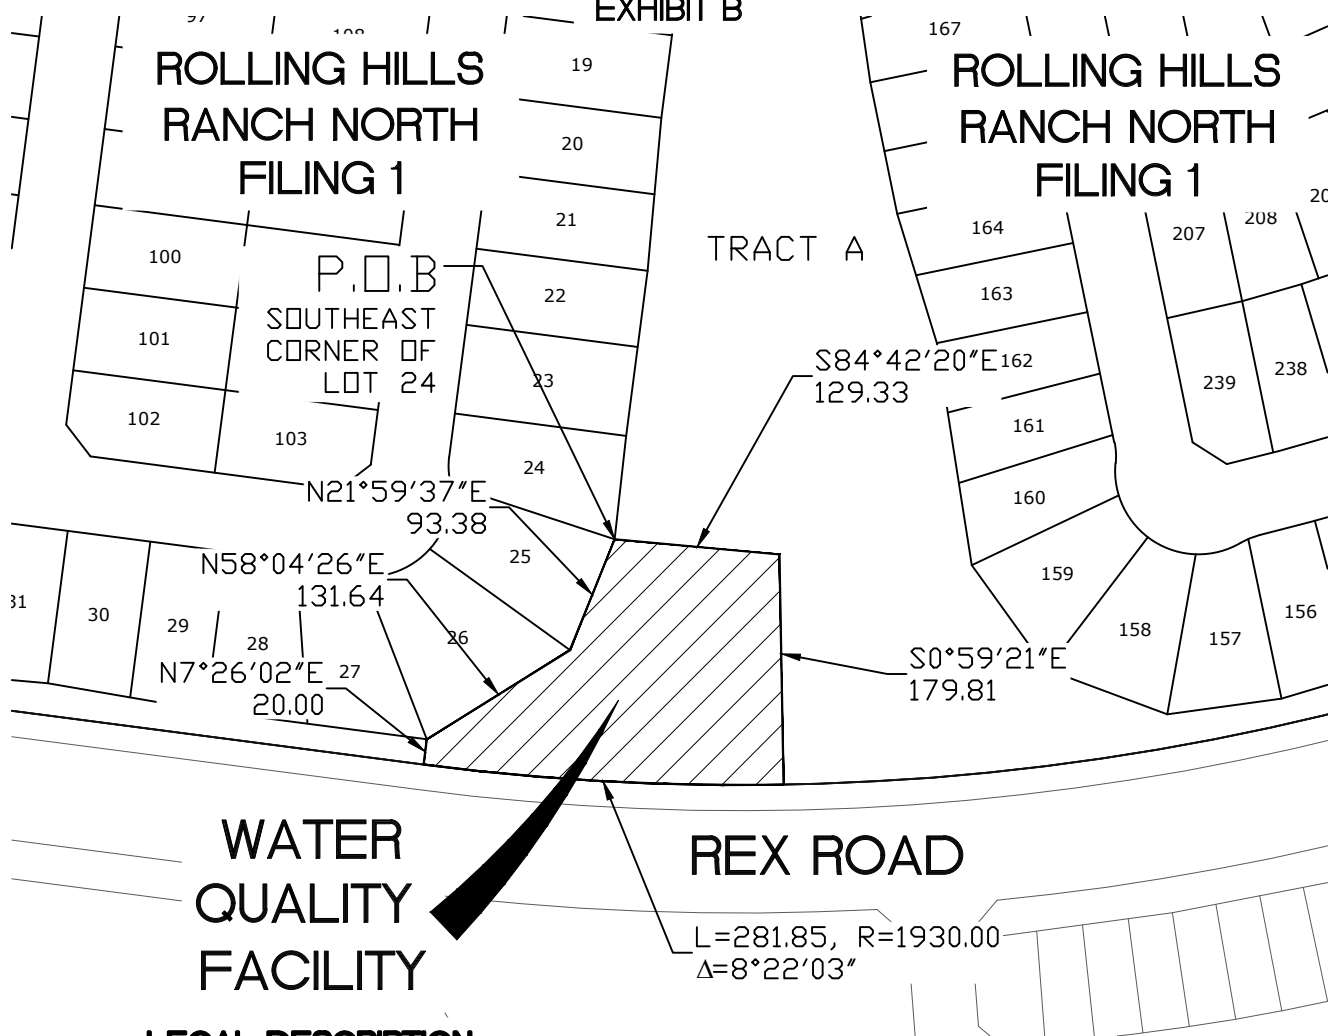 EXHIBIT B
97
108
19
167
ROLLING HILLS
RANCH NORTH
FILING 1
ROLLING HILLS
RANCH NORTH
FILING 1
20
21
22
23
24
25
26
27
28
29
30
100
101
102
103
TRACT A
164
163
162
161
160
159
158
157
156
207
208
239
238
P.O.B
SOUTHEAST
CORNER OF
LOT 24
S84°42'20"E
129.33
N21°59'37"E
93.38
N58°04'26"E
131.64
N7°26'02"E
20.00
S0°59'21"E
179.81
WATER
QUALITY
FACILITY
REX ROAD
L=281.85, R=1930.00
Δ=8°22'03"
LEGAL DESCRIPTION